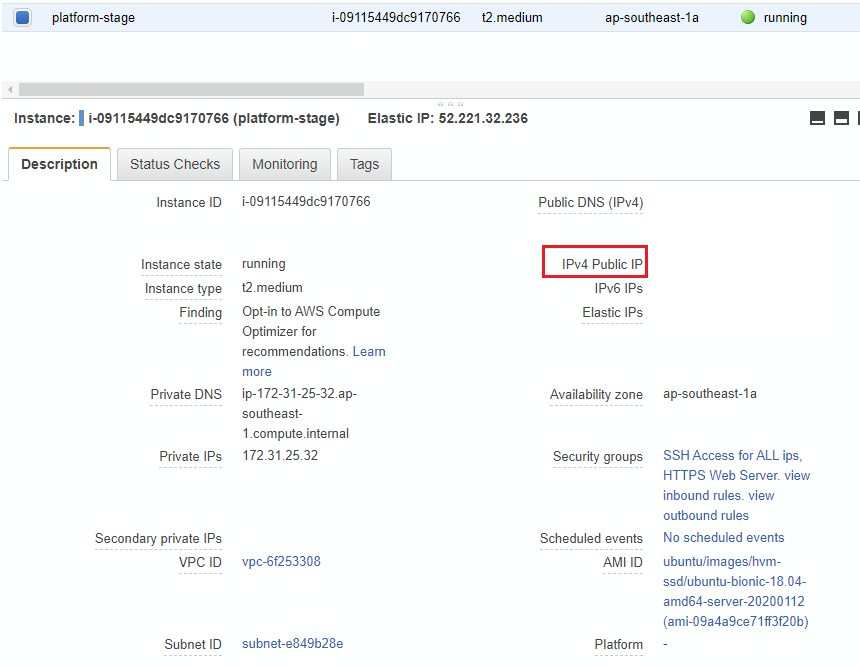 platform-stage i-09115449dc9170766 t2.medium ap-southeast-1a running
Instance: i-09115449dc9170766 (platform-stage) Elastic IP: 52.221.32.236
Description Status Checks Monitoring Tags
Instance ID i-09115449dc9170766 Public DNS (IPv4)
Instance state running IPv4 Public IP
Instance type t2.medium IPv6 IPs
Finding Opt-in to AWS Compute Elastic IPs
Optimizer for
recommendations. Learn
more
Private DNS ip-172-31-25-32.ap- Availability zone ap-southeast-1a
southeast-
1.compute.internal
Private IPs 172.31.25.32 Security groups SSH Access for ALL ips,
HTTPS Web Server. view
inbound rules. view
outbound rules
Secondary private IPs Scheduled events No scheduled events
VPC ID vpc-6f253308 AMI ID ubuntu/images/hvm-
ssd/ubuntu-bionic-18.04-
amd64-server-20200112
(ami-09a4a9ce71ff3f20b)
Subnet ID subnet-e849b28e Platform -